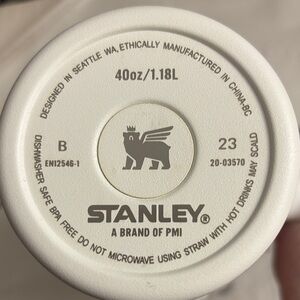 DESIGNED IN SEATTLE WA, ETHICALLY MANUFACTURED IN CHINA-BC
40oz/1.18L
B
EN12546-1
23
20-03570
STANLEY®
A BRAND OF PMI
DISHWASHER SAFE BPA FREE DO NOT MICROWAVE USING STRAW WITH HOT DRINKS MAY SCALD